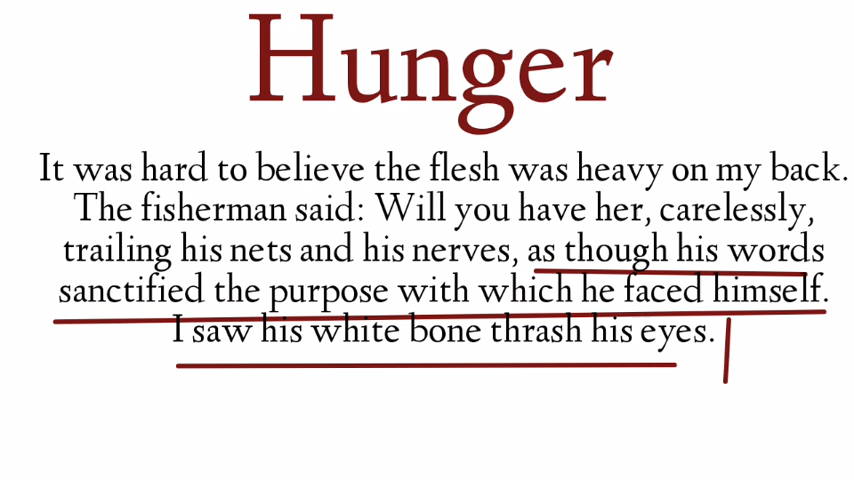 Hunger
It was hard to believe the flesh was heavy on my back.
The fisherman said: Will you have her, carelessly,
trailing his nets and his nerves, as though his words
sanctified the purpose with which he faced himself.
I saw his white bone thrash his eyes.